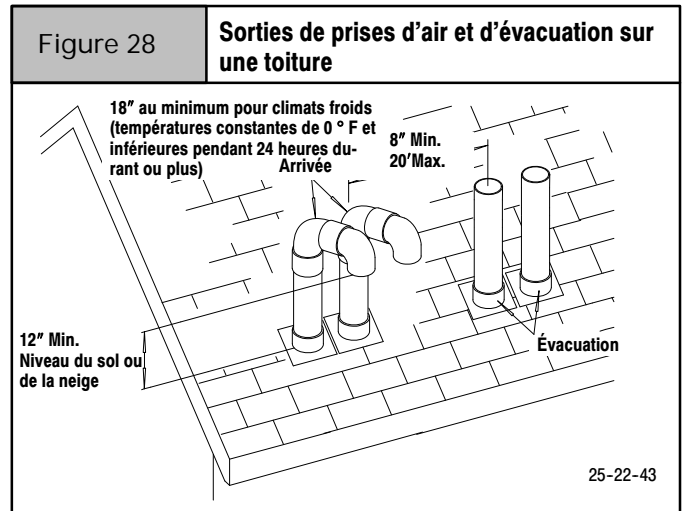 Figure 28
Sorties de prises d'air et d'évacuation sur
une toiture
18″ au minimum pour climats froids
(températures constantes de 0 ° F et
inférieures pendant 24 heures du-
rant ou plus)
Arrivée
8″ Min.
20′Max.
12″ Min.
Niveau du sol ou
de la neige
Évacuation
25-22-43